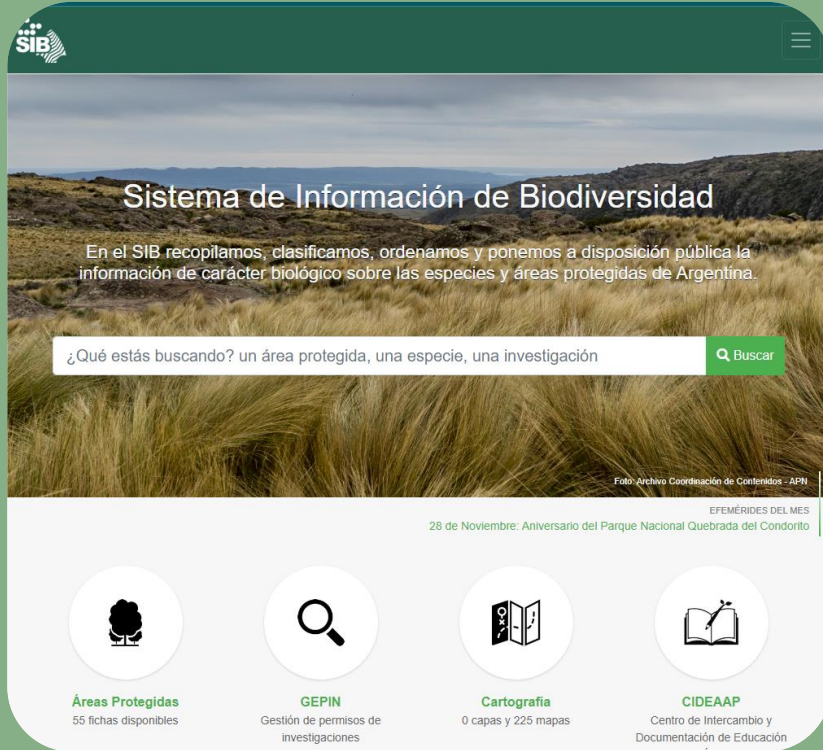 SIB
Sistema de Información de Biodiversidad
En el SIB recopilamos, clasificamos, ordenamos y ponemos a disposición pública la
información de carácter biológico sobre las especies y áreas protegidas de Argentina.
¿Qué estás buscando? un área protegida, una especie, una investigación
Buscar
Foto: Archivo Coordinación de Contenidos - APN
EFEMÉRIDES DEL MES
28 de Noviembre: Aniversario del Parque Nacional Quebrada del Condorito
Áreas Protegidas
55 fichas disponibles
GEPIN
Gestión de permisos de
investigaciones
Cartografía
0 capas y 225 mapas
CIDEAAP
Centro de Intercambio y
Documentación de Educación